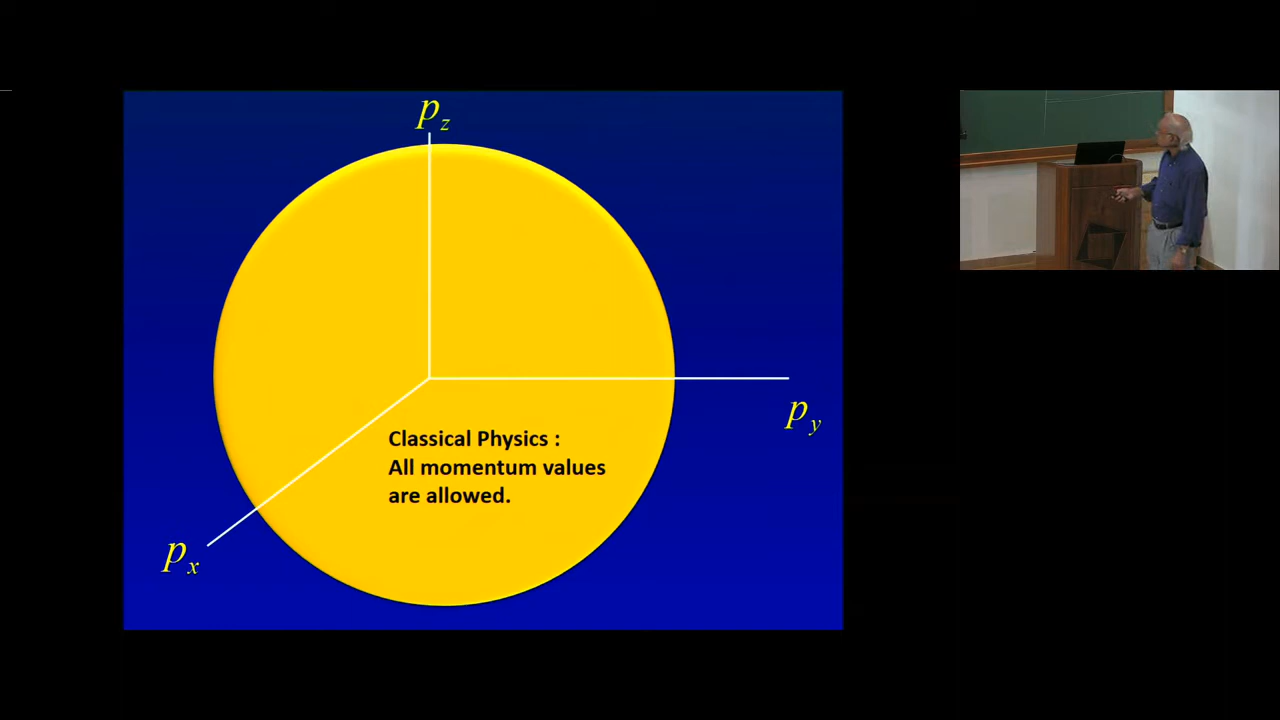 p_z
p_y
Classical Physics :
All momentum values
are allowed.
p_x